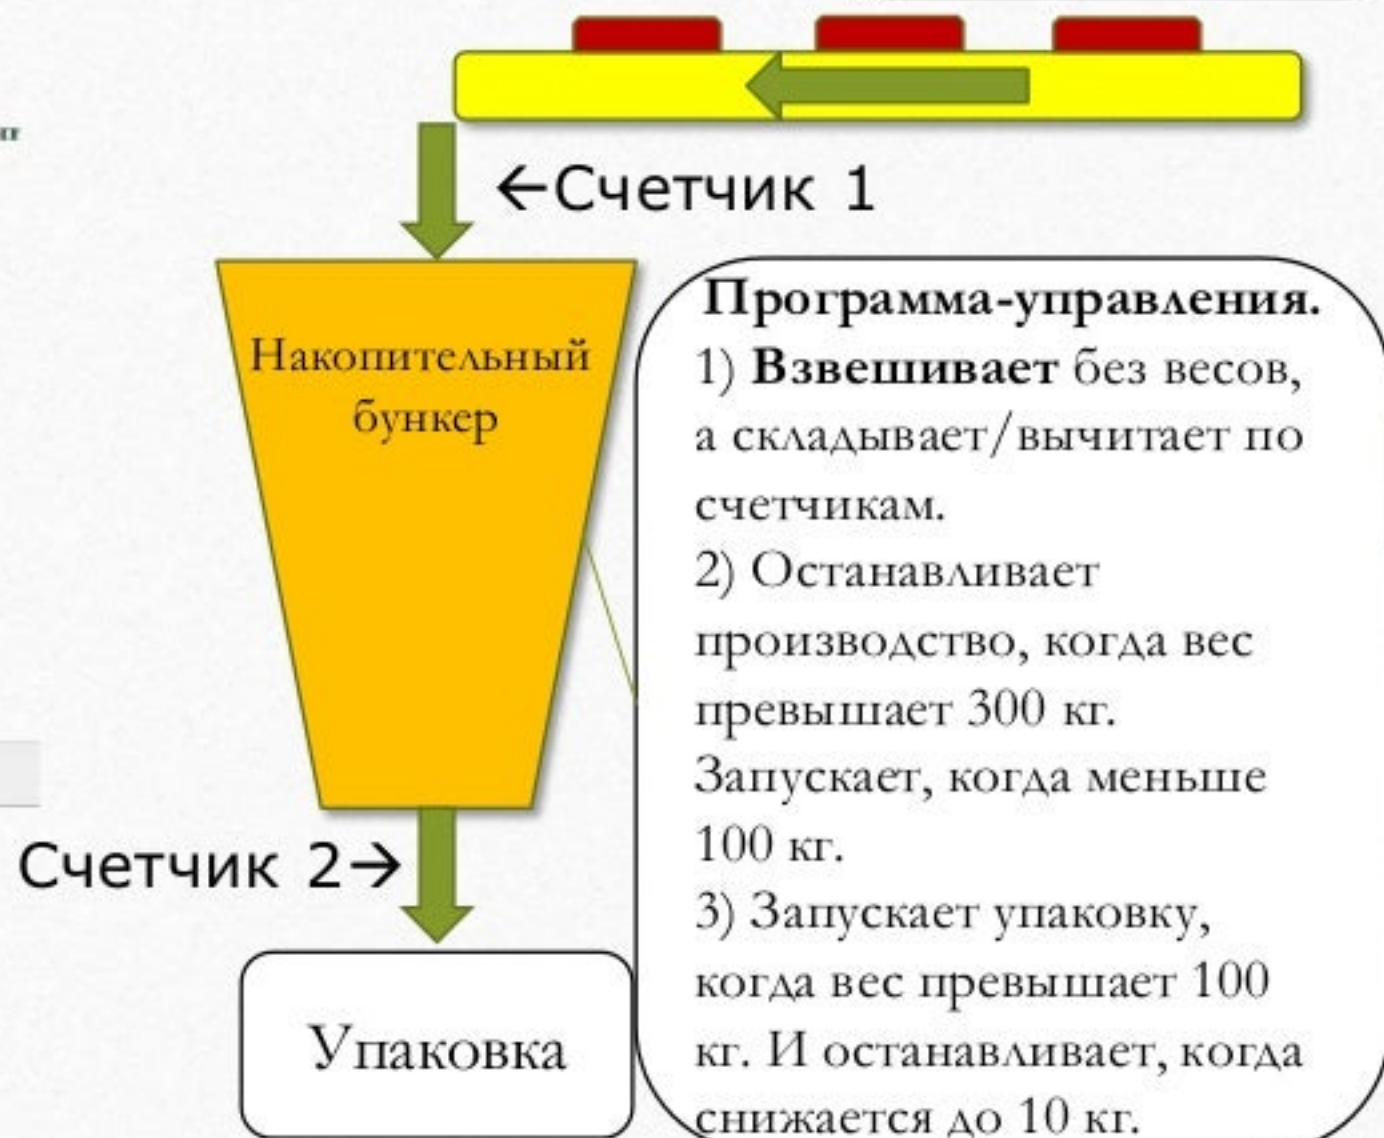 ←Счетчик 1
Накопительный
бункер
Программа-управления.
1) Взвешивает без весов,
а складывает/вычитает по
счетчикам.
2) Останавливает
производство, когда вес
превышает 300 кг.
Запускает, когда меньше
100 кг.
3) Запускает упаковку,
когда вес превышает 100
кг. И останавливает, когда
снижается до 10 кг.
Счетчик 2→
Упаковка